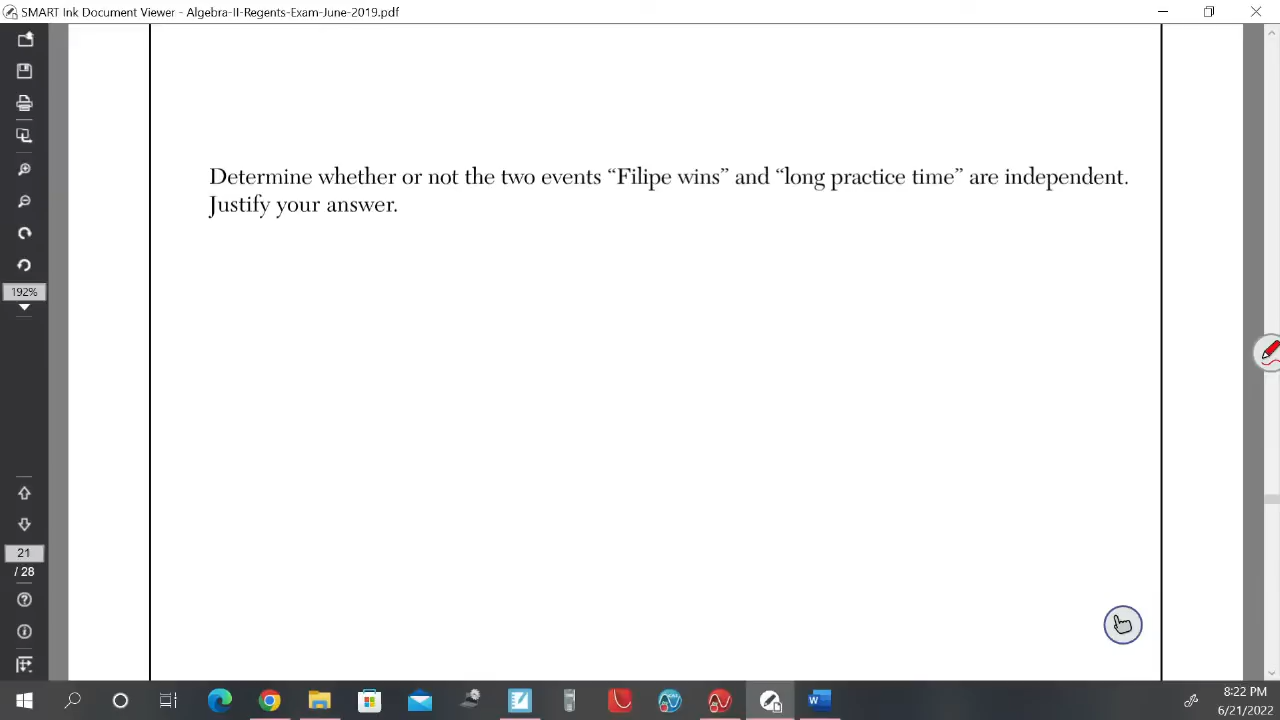 SMART Ink Document Viewer - Algebra-II-Regents-Exam-June-2019.pdf
Determine whether or not the two events “Filipe wins” and “long practice time” are independent.
Justify your answer.
192%
21
/ 28
8:22 PM
6/21/2022